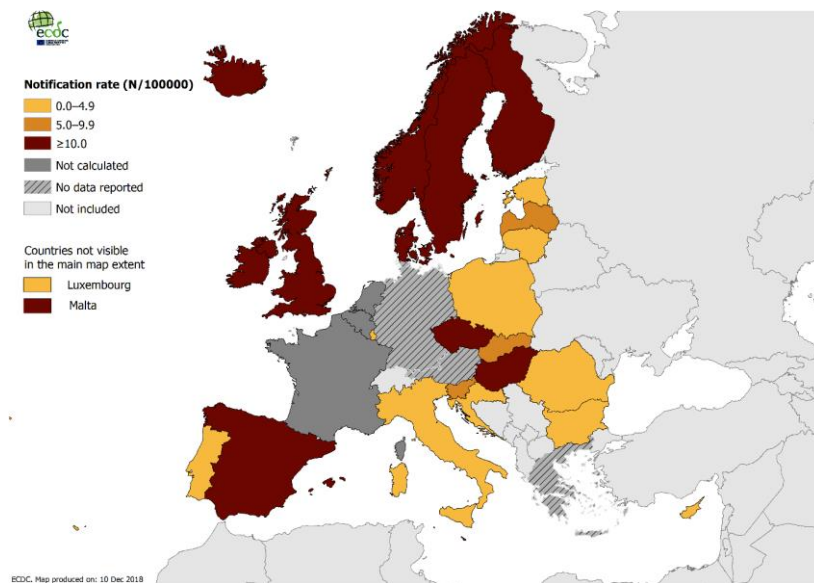 ecdc
Notification rate (N/100000)
0.0–4.9
5.0–9.9
≥10.0
Not calculated
No data reported
Not included
Countries not visible
in the main map extent
Luxembourg
Malta
ECDC. Map produced on: 10 Dec 2018